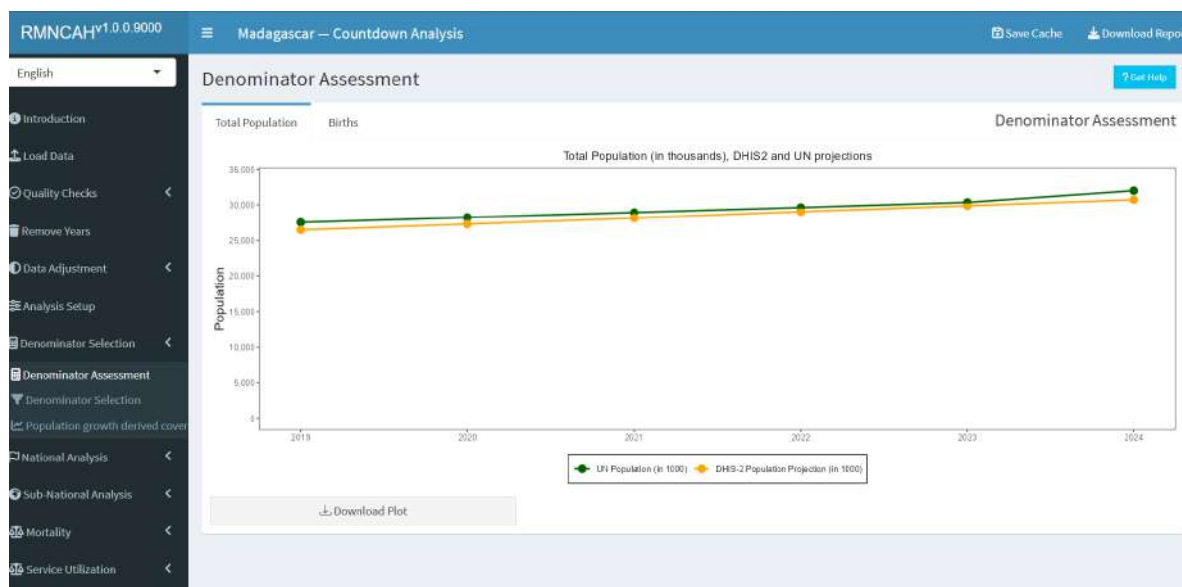 RMNCAHv1.0.0.9000
Madagascar — Countdown Analysis
Save Cache
Download Repo
English
Introduction
Load Data
Quality Checks
Remove Years
Data Adjustment
Analysis Setup
Denominator Selection
Denominator Assessment
Denominator Selection
Population growth derived cover
National Analysis
Sub-National Analysis
Mortality
Service Utilization
Denominator Assessment
? Get Help
Total Population
Births
Denominator Assessment
Total Population (in thousands), DHIS2 and UN projections
Population
35,000
30,000
25,000
20,000
15,000
10,000
5,000
0
2019
2020
2021
2022
2023
2024
UN Population (in 1000)
DHIS-2 Population Projection (in 1000)
Download Plot